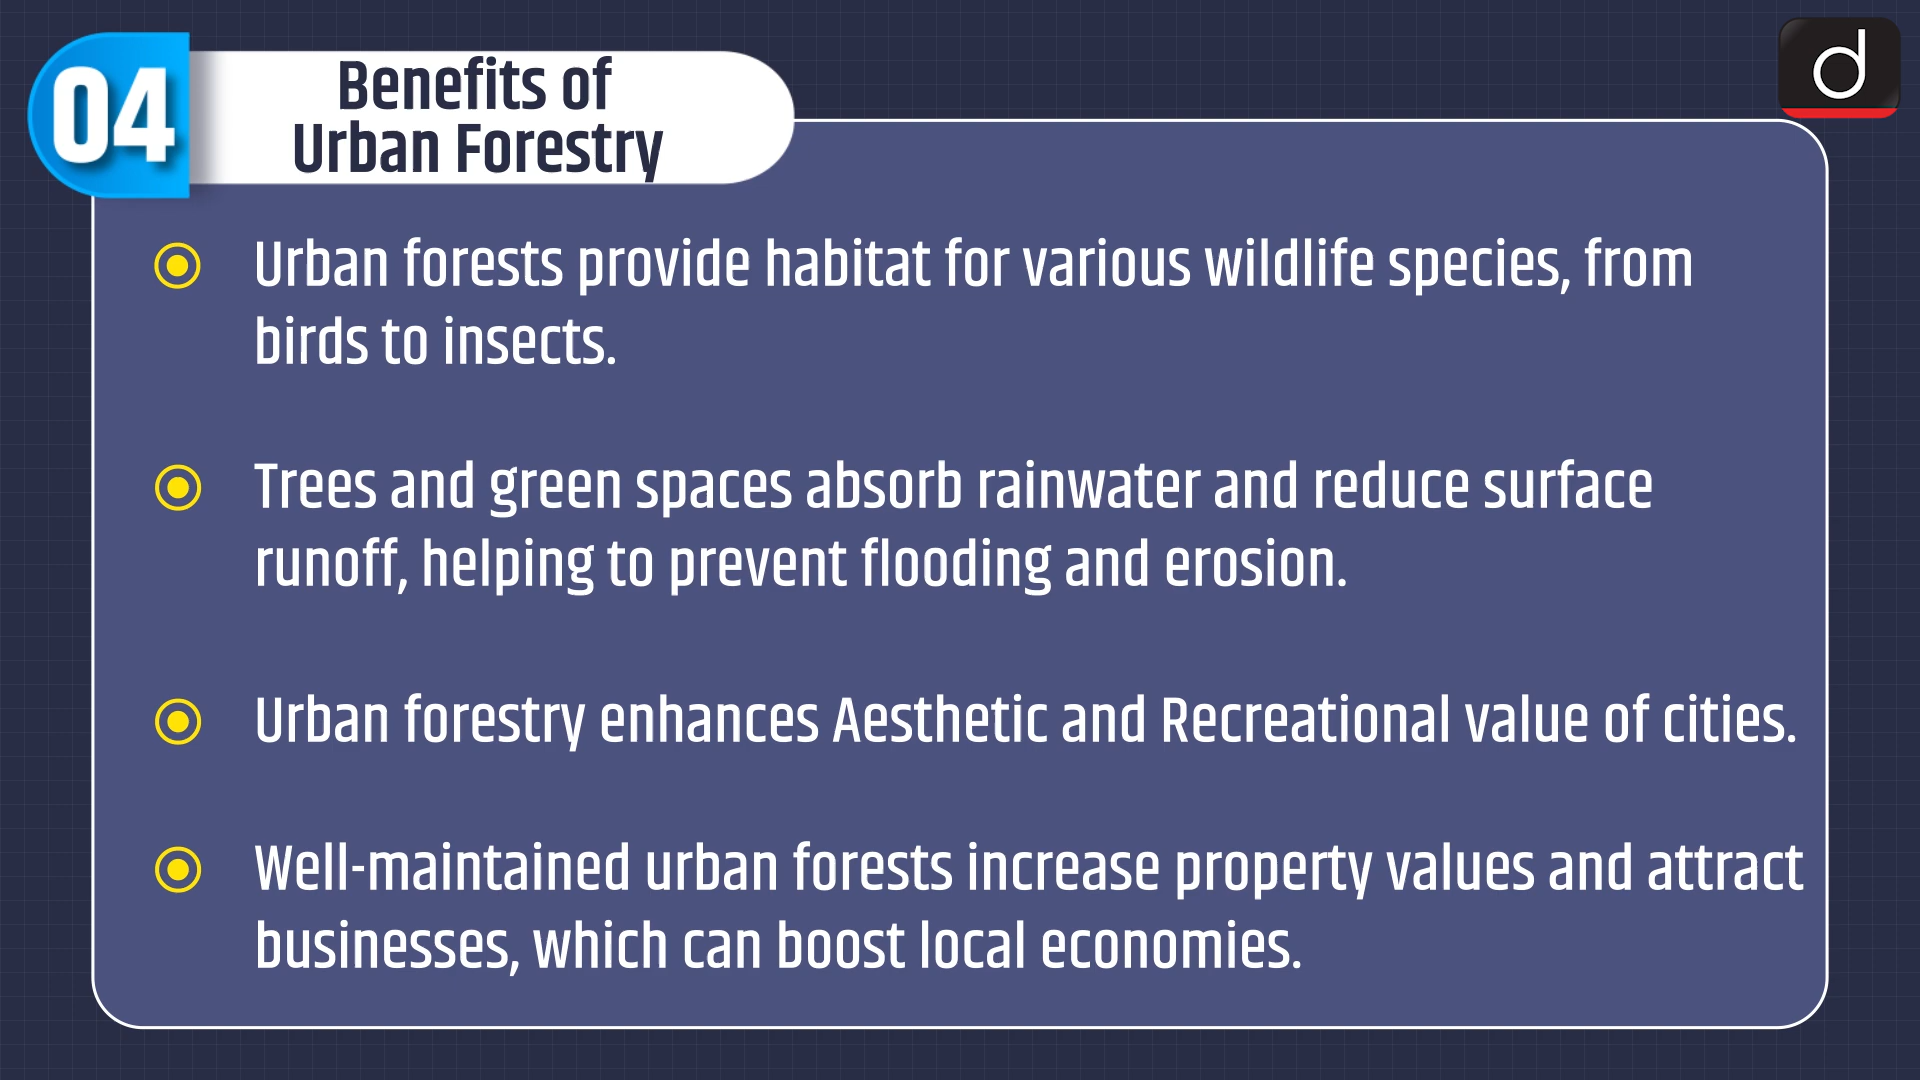 04
Benefits of
Urban Forestry
d
Urban forests provide habitat for various wildlife species, from
birds to insects.
Trees and green spaces absorb rainwater and reduce surface
runoff, helping to prevent flooding and erosion.
Urban forestry enhances Aesthetic and Recreational value of cities.
Well-maintained urban forests increase property values and attract
businesses, which can boost local economies.